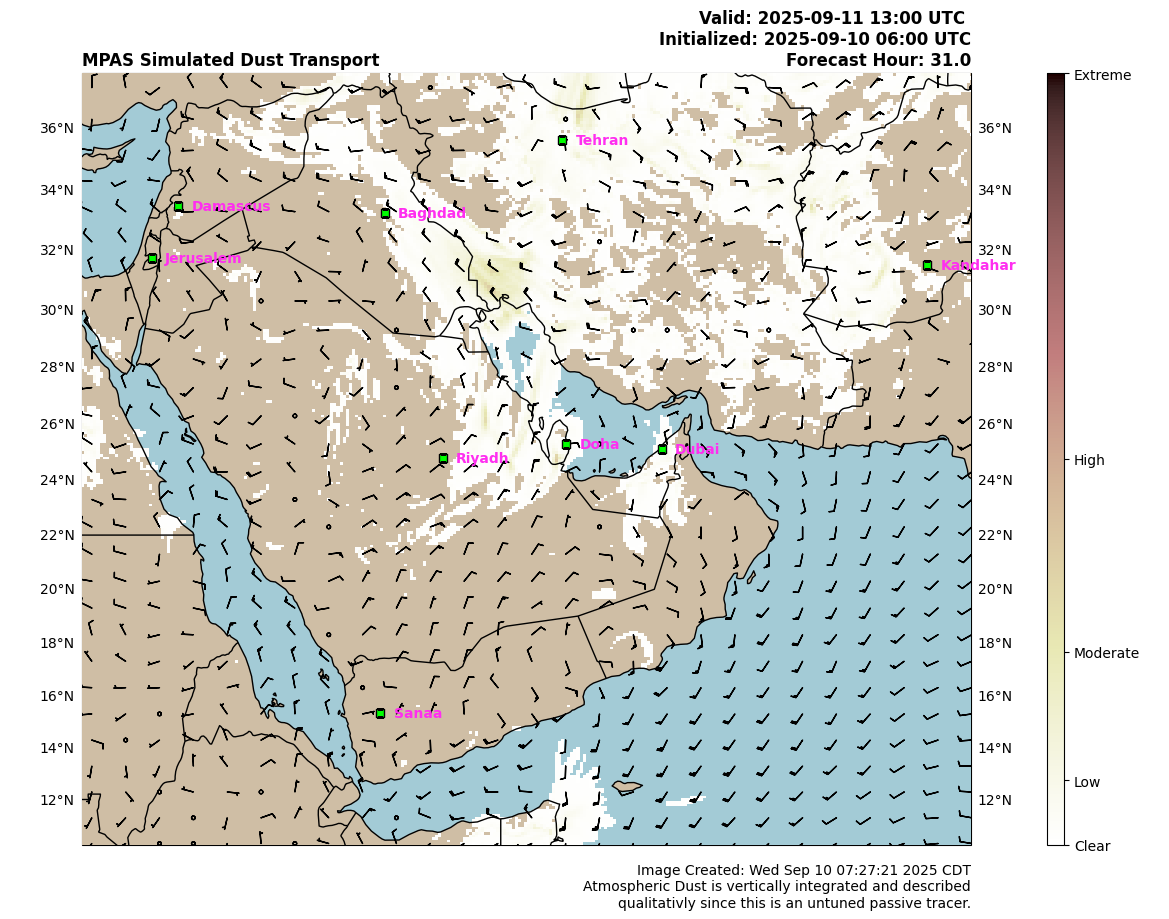 Valid: 2025-09-11 13:00 UTC
Initialized: 2025-09-10 06:00 UTC
MPAS Simulated Dust Transport
Forecast Hour: 31.0
Extreme
36°N
Tehran
36°N
34°N
Damascus
Baghdad
34°N
32°N
Jerusalem
32°N
Kandahar
30°N
30°N
28°N
28°N
26°N
Doha
Dubai
26°N
Riyadh
High
24°N
24°N
22°N
22°N
20°N
20°N
18°N
18°N
Moderate
16°N
16°N
Sanaa
14°N
14°N
Low
12°N
12°N
Clear
Image Created: Wed Sep 10 07:27:21 2025 CDT
Atmospheric Dust is vertically integrated and described
qualitativly since this is an untuned passive tracer.